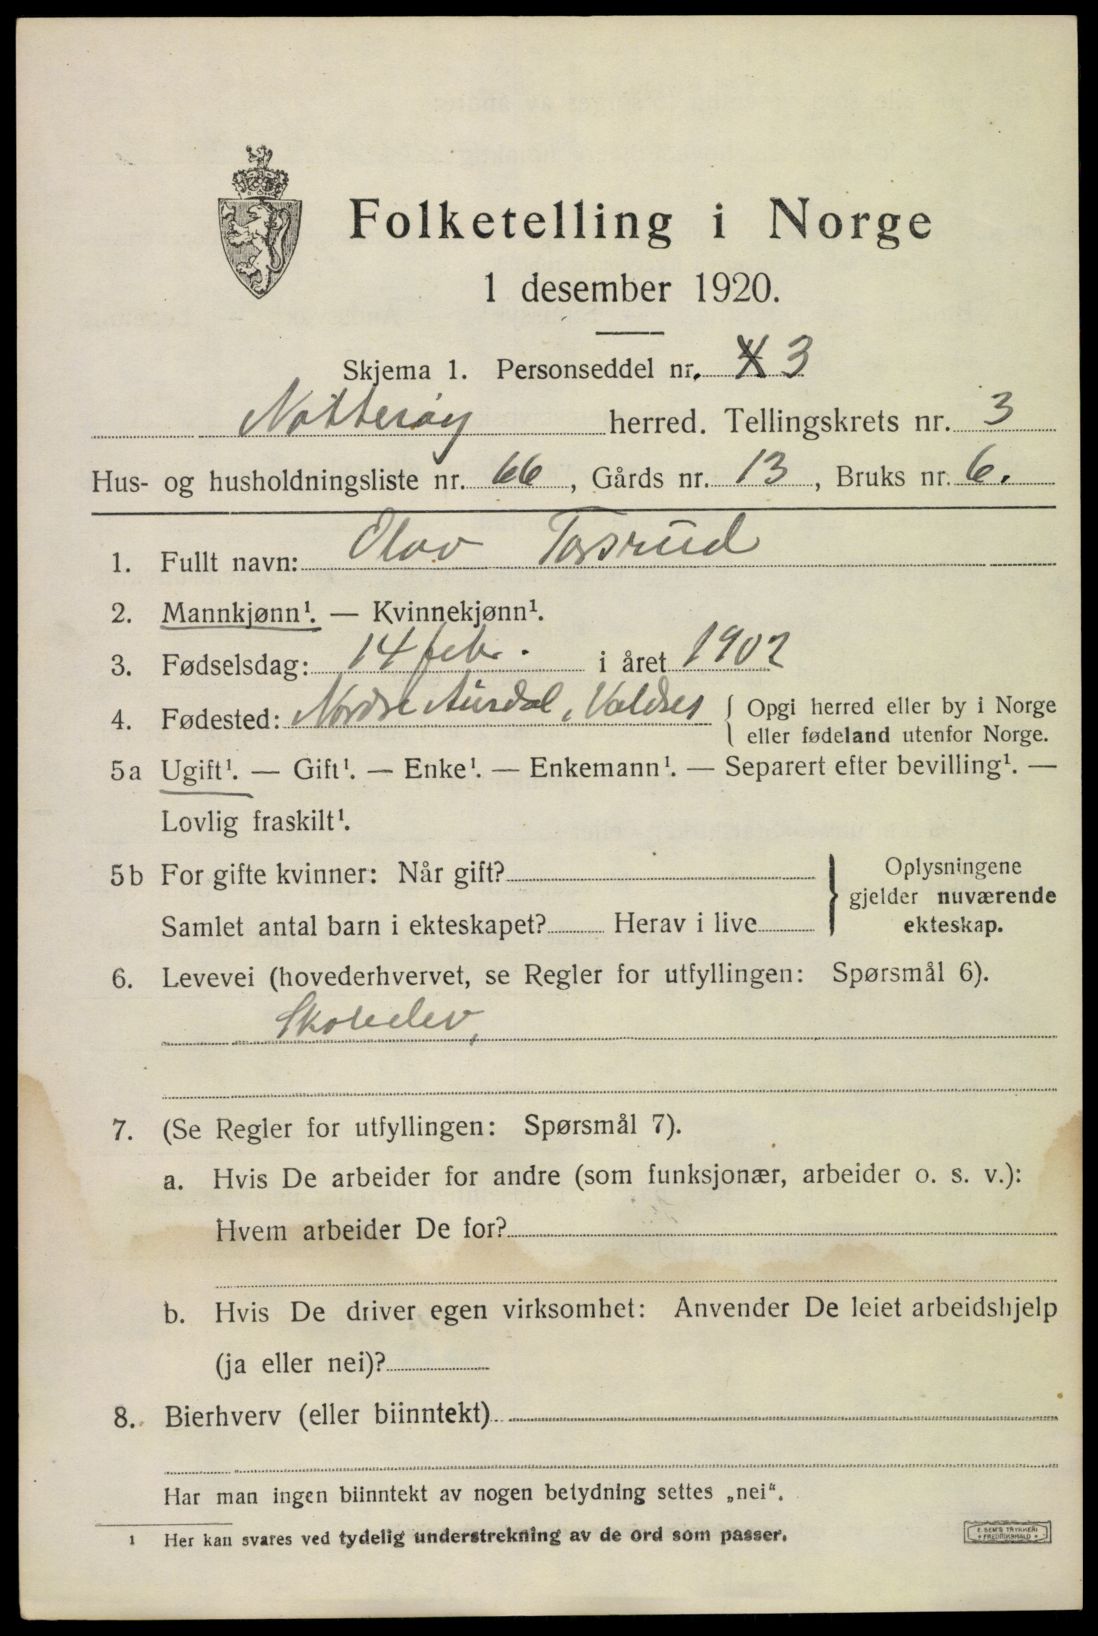 Folketelling i Norge
1 desember 1920.
Skjema 1. Personseddel nr. 3
Nøtterøy herred. Tellingskrets nr. 3
Hus- og husholdningsliste nr. 66, Gårds nr. 13, Bruks nr. 6.
1. Fullt navn: Olav Torsrud
2. Mannkjønn¹. — Kvinnekjønn¹.
3. Fødselsdag: 14 febr. i året 1902
4. Fødested: Nordre Aurdal, Valdres { Opgi herred eller by i Norge
eller fødeland utenfor Norge.
5a Ugift¹. — Gift¹. — Enke¹. — Enkemann¹. — Separert efter bevilling¹. —
Lovlig fraskilt¹.
5b For gifte kvinner: Når gift? } Oplysningene
gjelder nuværende
Samlet antal barn i ekteskapet? Herav i live ekteskap.
6. Levevei (hovederhvervet, se Regler for utfyllingen: Spørsmål 6).
Skoleelev,
7. (Se Regler for utfyllingen: Spørsmål 7).
a. Hvis De arbeider for andre (som funksjonær, arbeider o. s. v.):
Hvem arbeider De for?
b. Hvis De driver egen virksomhet: Anvender De leiet arbeidshjelp
(ja eller nei)?
8. Bierhverv (eller biinntekt)
Har man ingen biinntekt av nogen betydning settes „nei“.
¹ Her kan svares ved tydelig understrekning av de ord som passer.
E. SEM'S TRYKKERI
FREDRIKSHALD